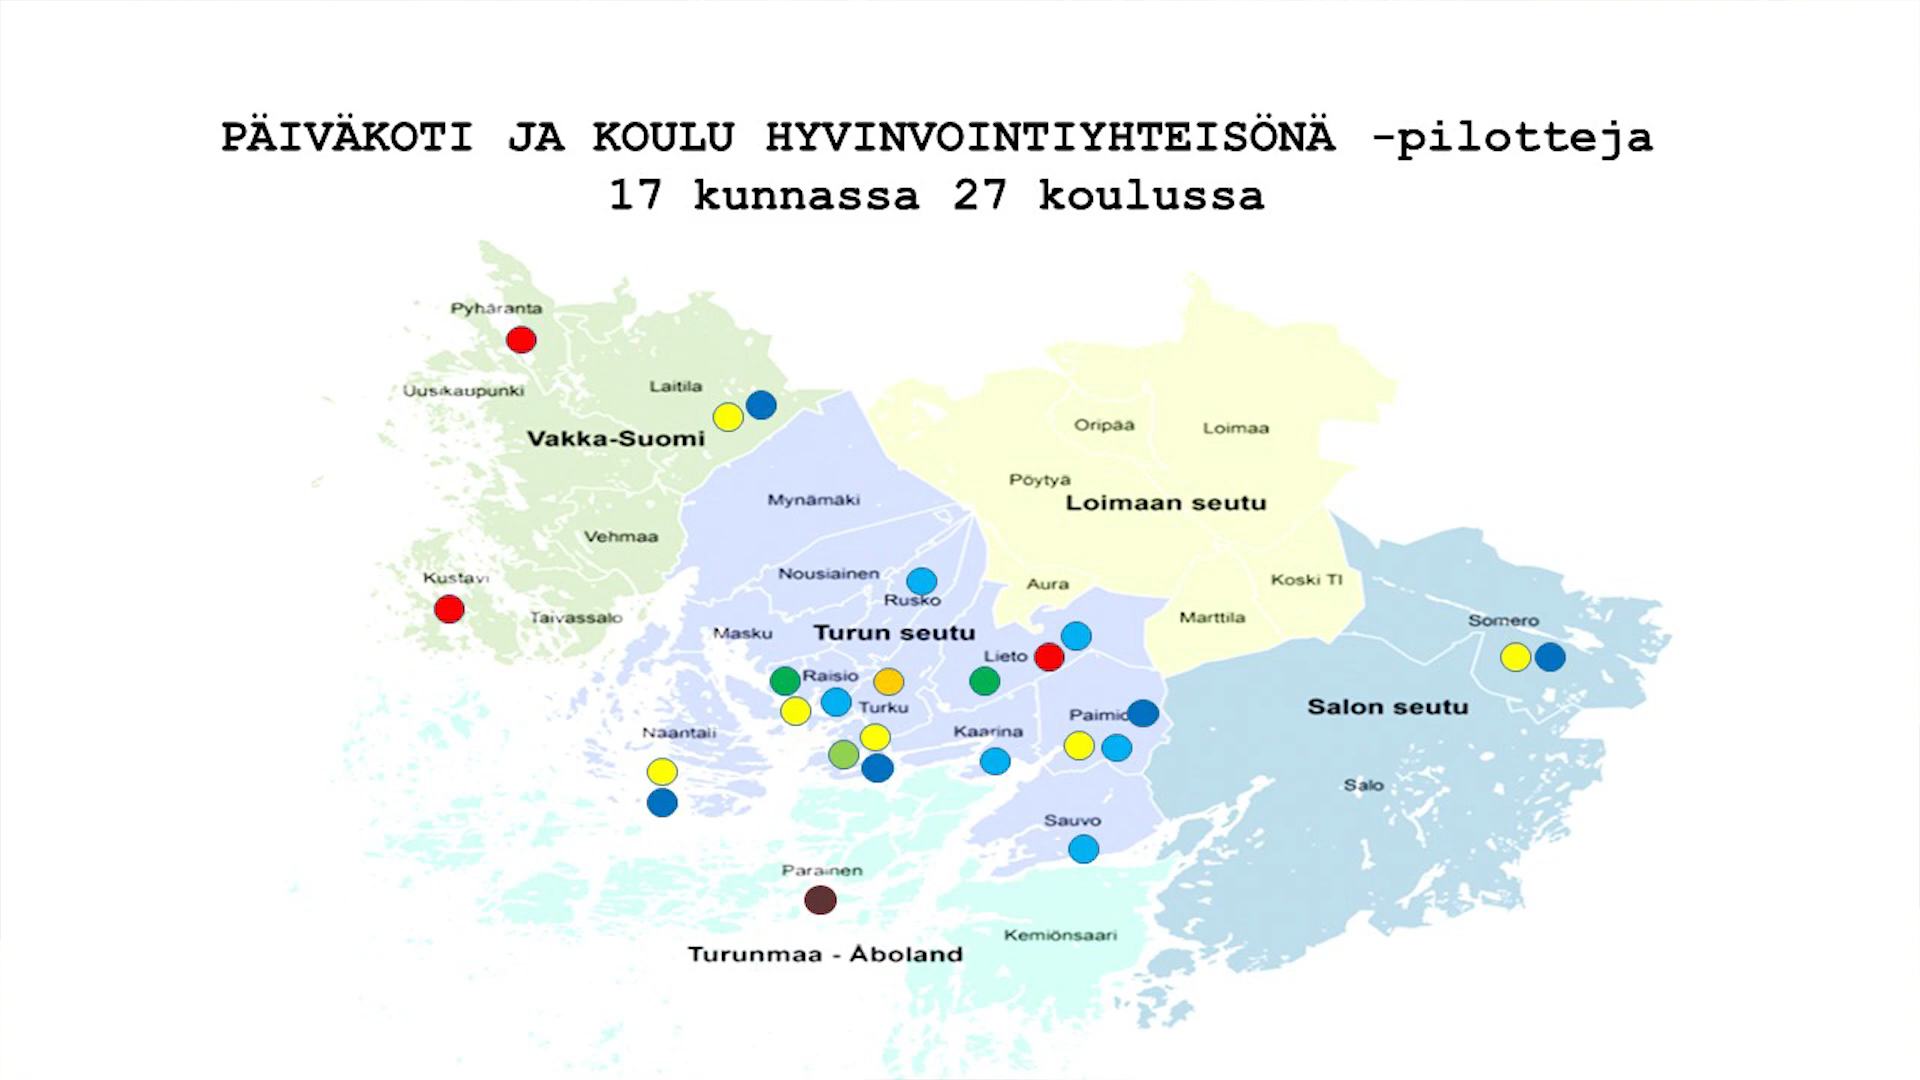 PÄIVÄKOTI JA KOULU HYVINVOINTIYHTEISÖNÄ -pilotteja
17 kunnassa 27 koulussa
Pyhäranta
Uusikaupunki
Laitila
Vakka-Suomi
Vehmaa
Kustavi
Taivassalo
Oripää
Loimaa
Pöytyä
Loimaan seutu
Aura
Koski Tl
Marttila
Mynämäki
Nousiainen
Rusko
Masku
Turun seutu
Lieto
Raisio
Turku
Naantali
Kaarina
Paimio
Sauvo
Somero
Salon seutu
Salo
Parainen
Kemiönsaari
Turunmaa - Åboland